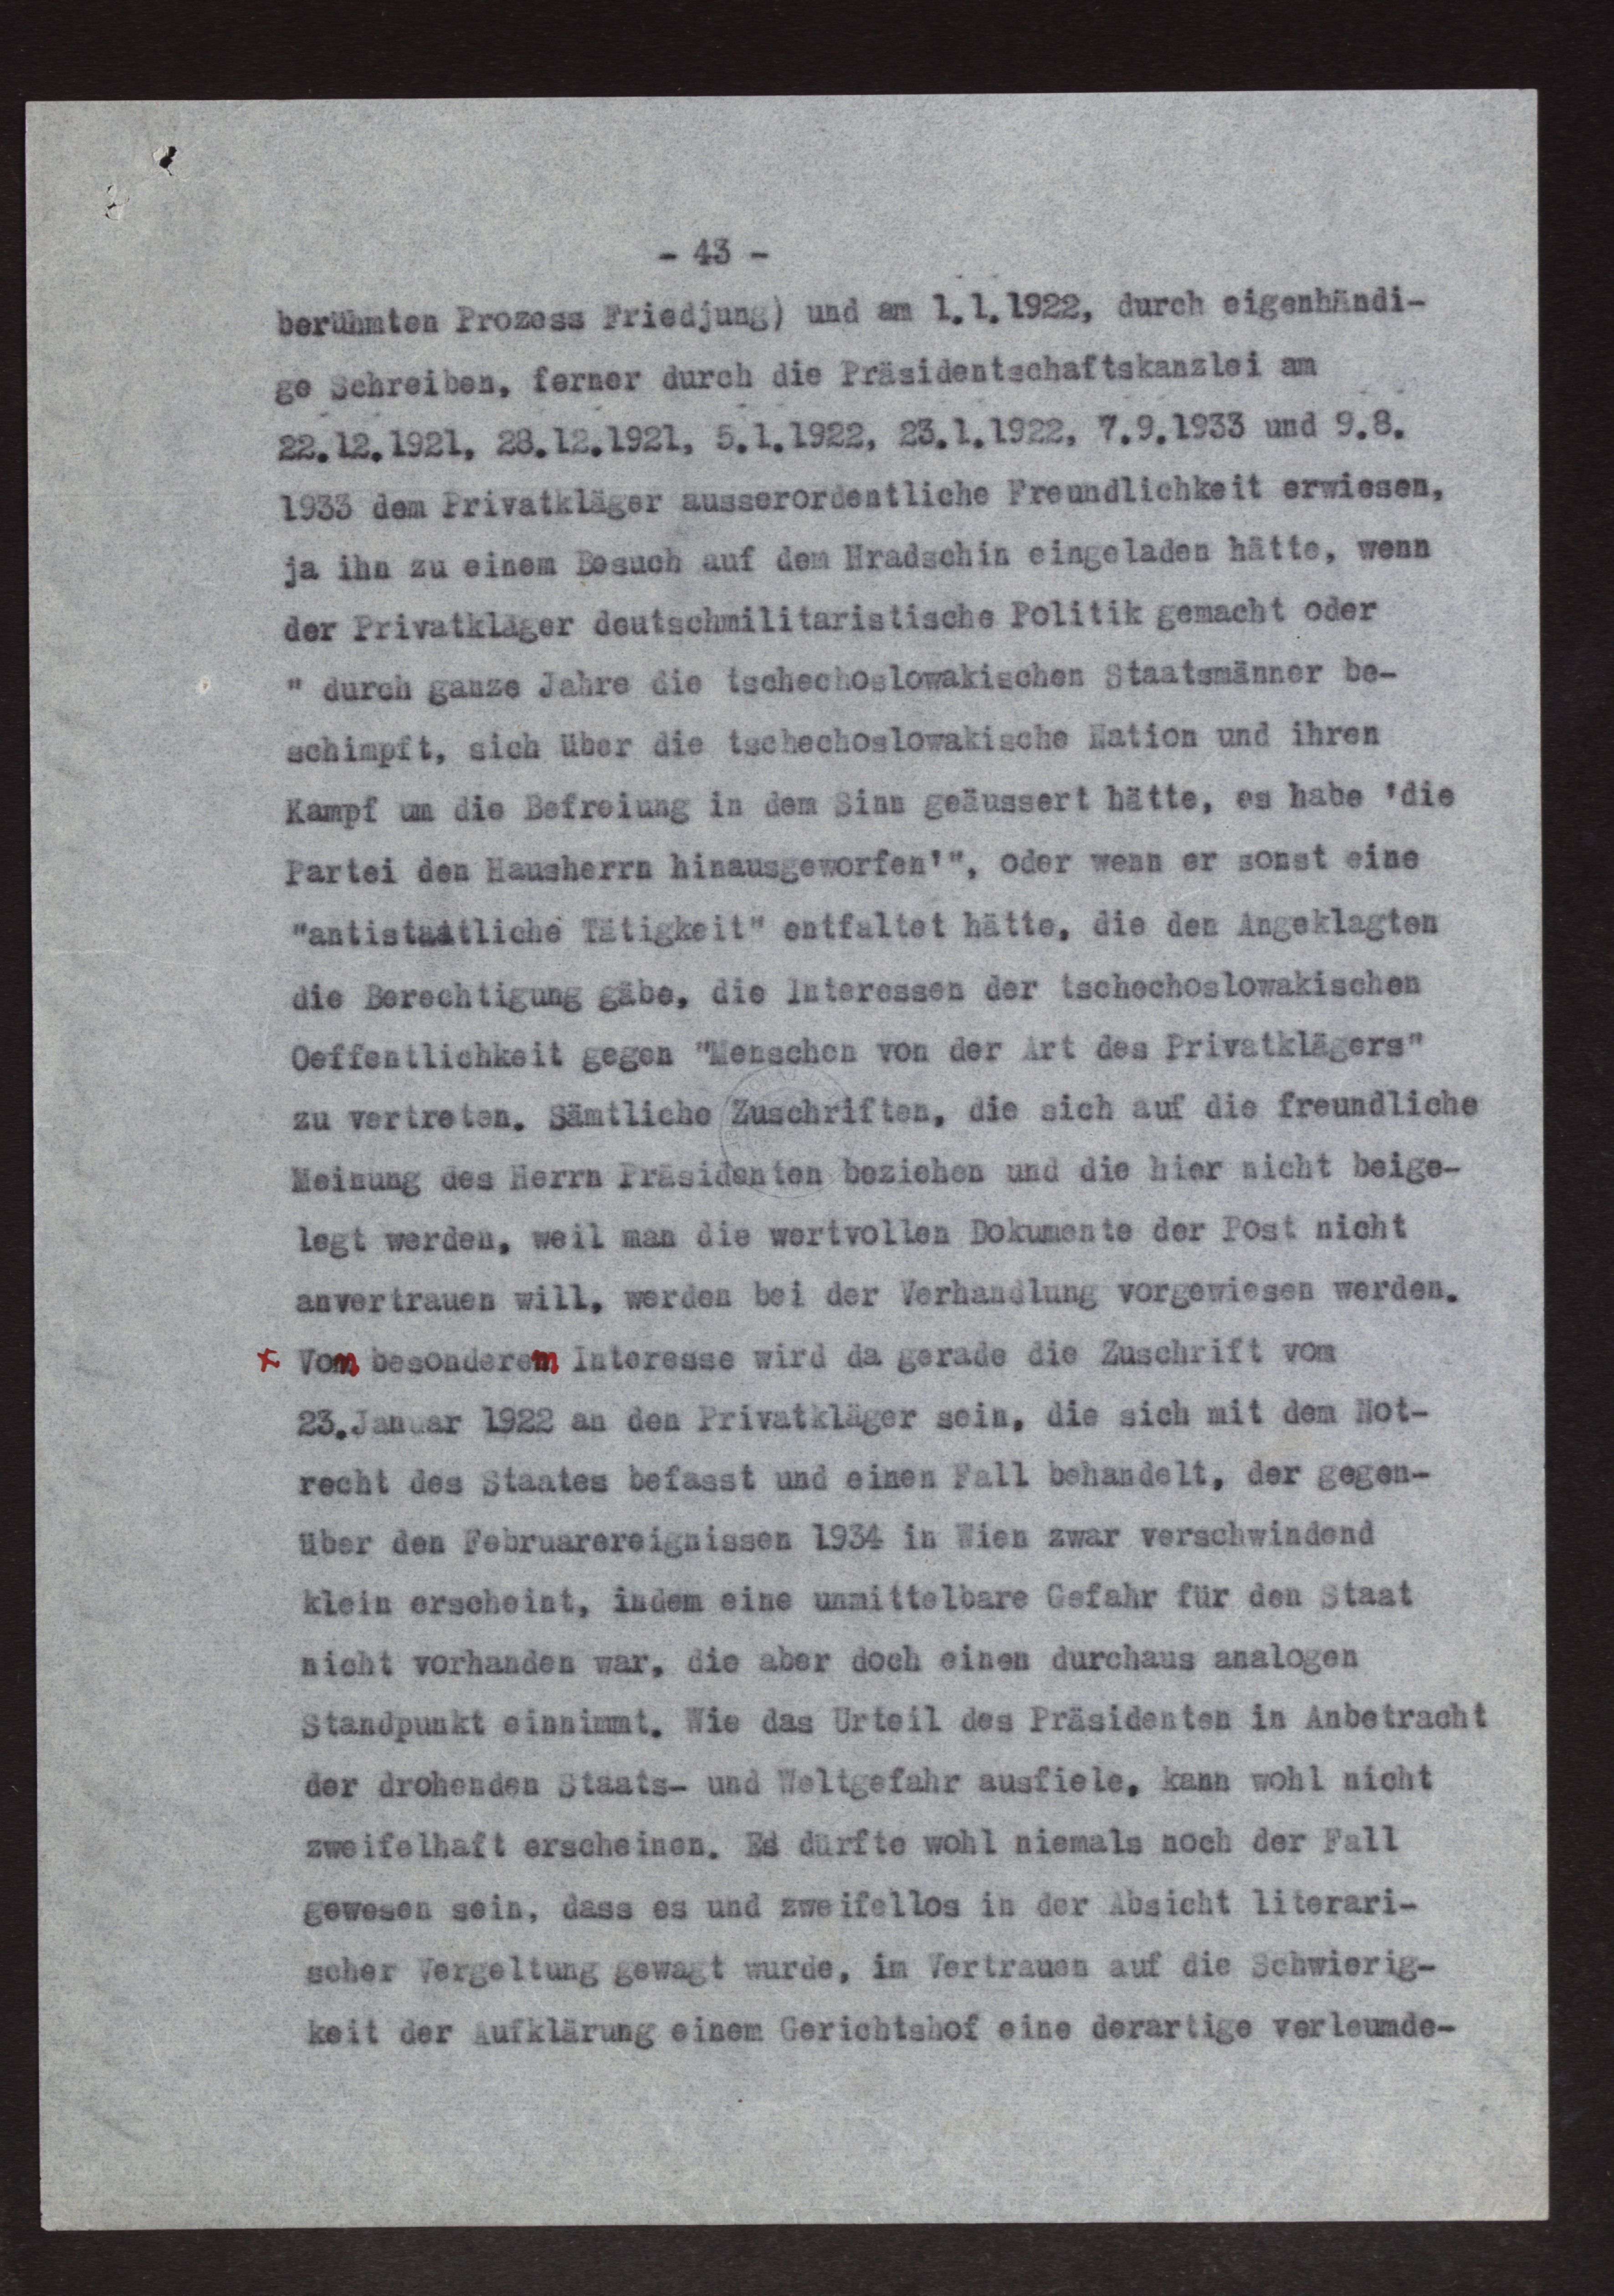 - 43 -
berühmten Prozess Friedjung) und am 1.1.1922, durch eigenhändi-
ge Schreiben, ferner durch die Präsidentschaftskanzlei am
22.12.1921, 28.12.1921, 5.1.1922, 23.1.1922, 7.9.1933 und 9.8.
1933 dem Privatkläger ausserordentliche Freundlichkeit erwiesen,
ja ihn zu einem Besuch auf dem Hradschin eingeladen hätte, wenn
der Privatkläger deutschmilitaristische Politik gemacht oder
" durch ganze Jahre die tschechoslowakischen Staatsmänner be-
schimpft, sich über die tschechoslowakische Nation und ihren
Kampf um die Befreiung in dem Sinn geäussert hätte, es habe 'die
Partei den Hausherrn hinausgeworfen'", oder wenn er sonst eine
"antistaatliche Tätigkeit" entfaltet hätte, die den Angeklagten
die Berechtigung gäbe, die Interessen der tschechoslowakischen
Oeffentlichkeit gegen "Menschen von der Art des Privatklägers"
zu vertreten. Sämtliche Zuschriften, die sich auf die freundliche
Meinung des Herrn Präsidenten beziehen und die hier nicht beige-
legt werden, weil man die wertvollen Dokumente der Post nicht
anvertrauen will, werden bei der Verhandlung vorgewiesen werden.
x Vom besonderem Interesse wird da gerade die Zuschrift vom
23.Januar 1922 an den Privatkläger sein, die sich mit dem Not-
recht des Staates befasst und einen Fall behandelt, der gegen-
über den Februarereignissen 1934 in Wien zwar verschwindend
klein erscheint, indem eine unmittelbare Gefahr für den Staat
nicht vorhanden war, die aber doch einen durchaus analogen
Standpunkt einnimmt. Wie das Urteil des Präsidenten in Anbetracht
der drohenden Staats- und Weltgefahr ausfiele, kann wohl nicht
zweifelhaft erscheinen. Es dürfte wohl niemals noch der Fall
gewesen sein, dass es und zweifellos in der Absicht literari-
scher Vergeltung gewagt wurde, im Vertrauen auf die Schwierig-
keit der Aufklärung einem Gerichtshof eine derartige verleumde-